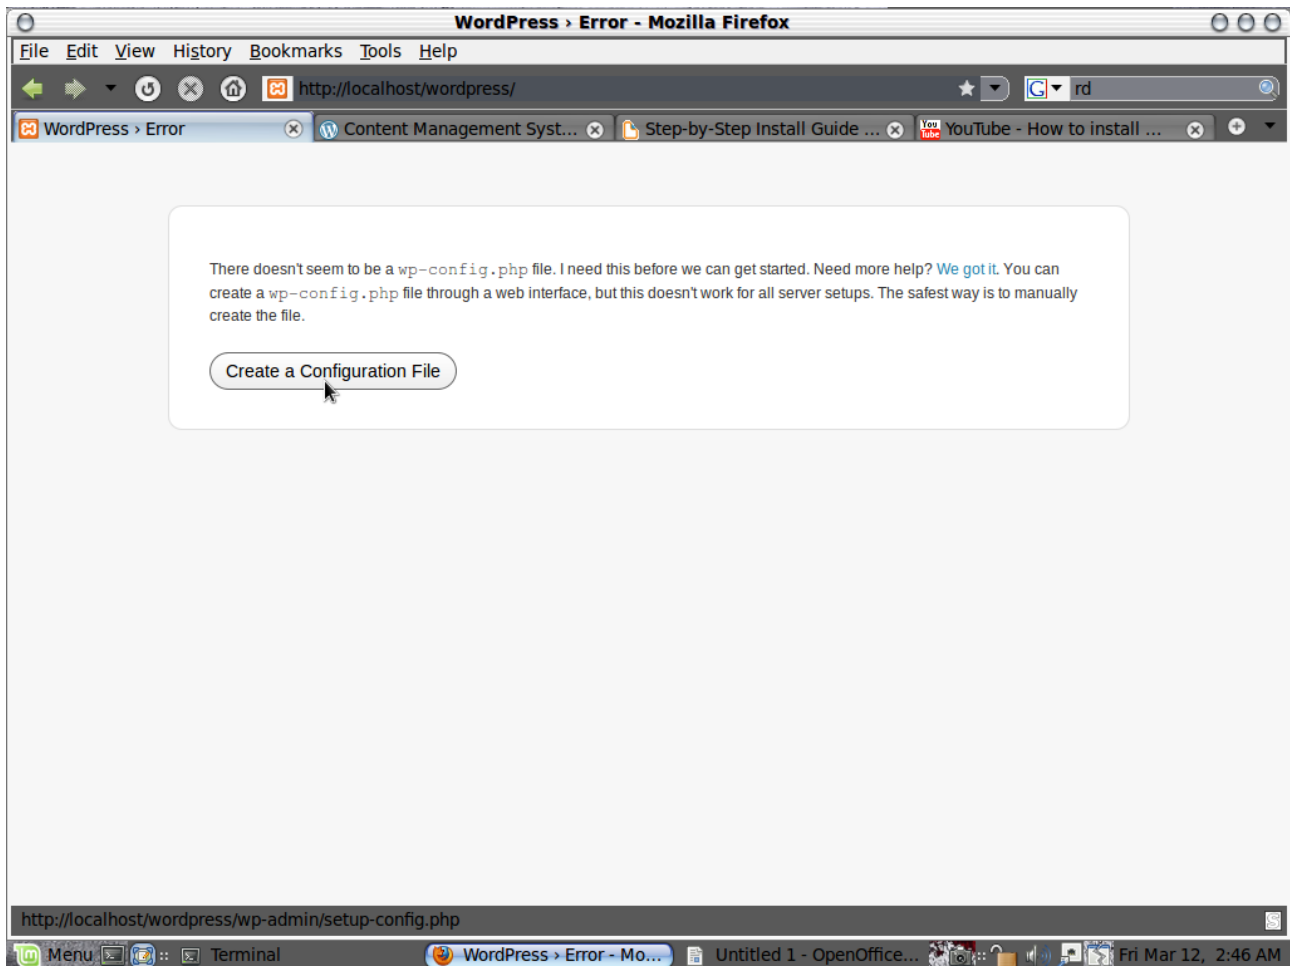 WordPress › Error - Mozilla Firefox
File Edit View History Bookmarks Tools Help
http://localhost/wordpress/ G rd
WordPress › Error Content Management Syst... Step-by-Step Install Guide ... You Tube YouTube - How to install ...
There doesn't seem to be a wp-config.php file. I need this before we can get started. Need more help? We got it. You can
create a wp-config.php file through a web interface, but this doesn't work for all server setups. The safest way is to manually
create the file.
Create a Configuration File
http://localhost/wordpress/wp-admin/setup-config.php
Menu Terminal WordPress › Error - Mo... Untitled 1 - OpenOffice... Fri Mar 12, 2:46 AM